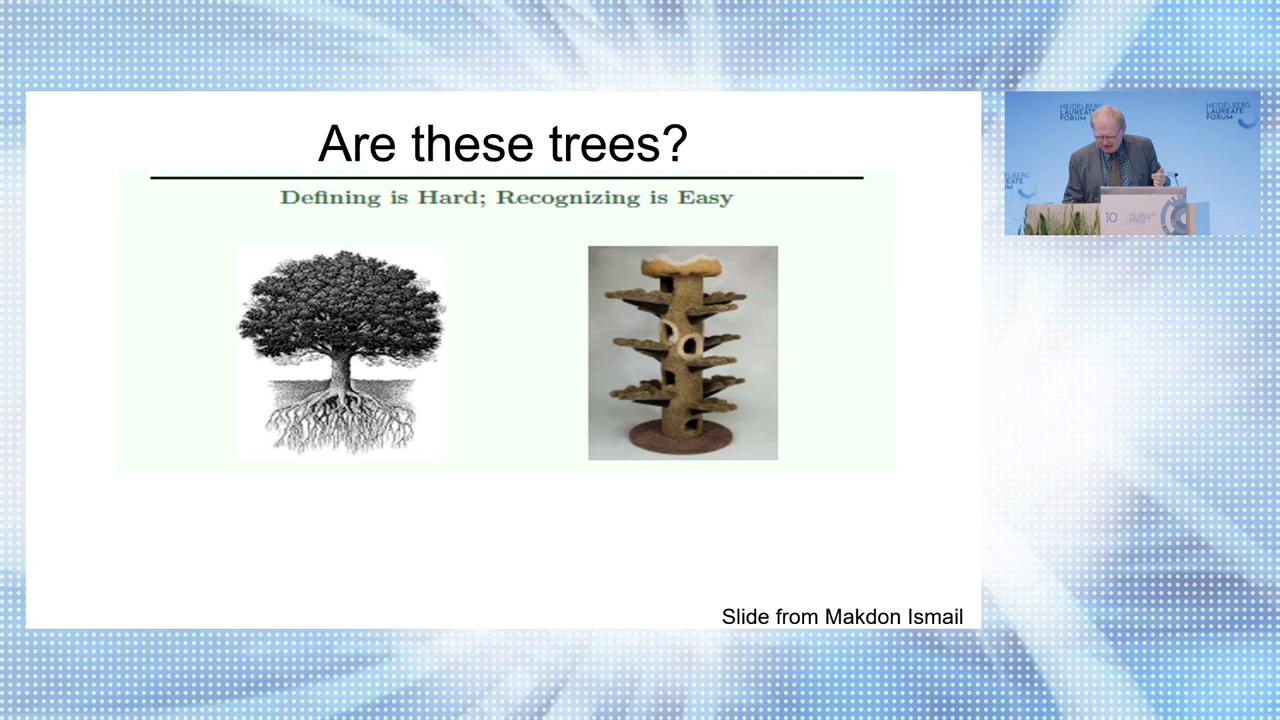 Are these trees?
Defining is Hard; Recognizing is Easy
Slide from Makdon Ismail
HEIDELBERG
LAUREATE
FORUM
HEIDELBERG
LAUREATE
FORUM
10